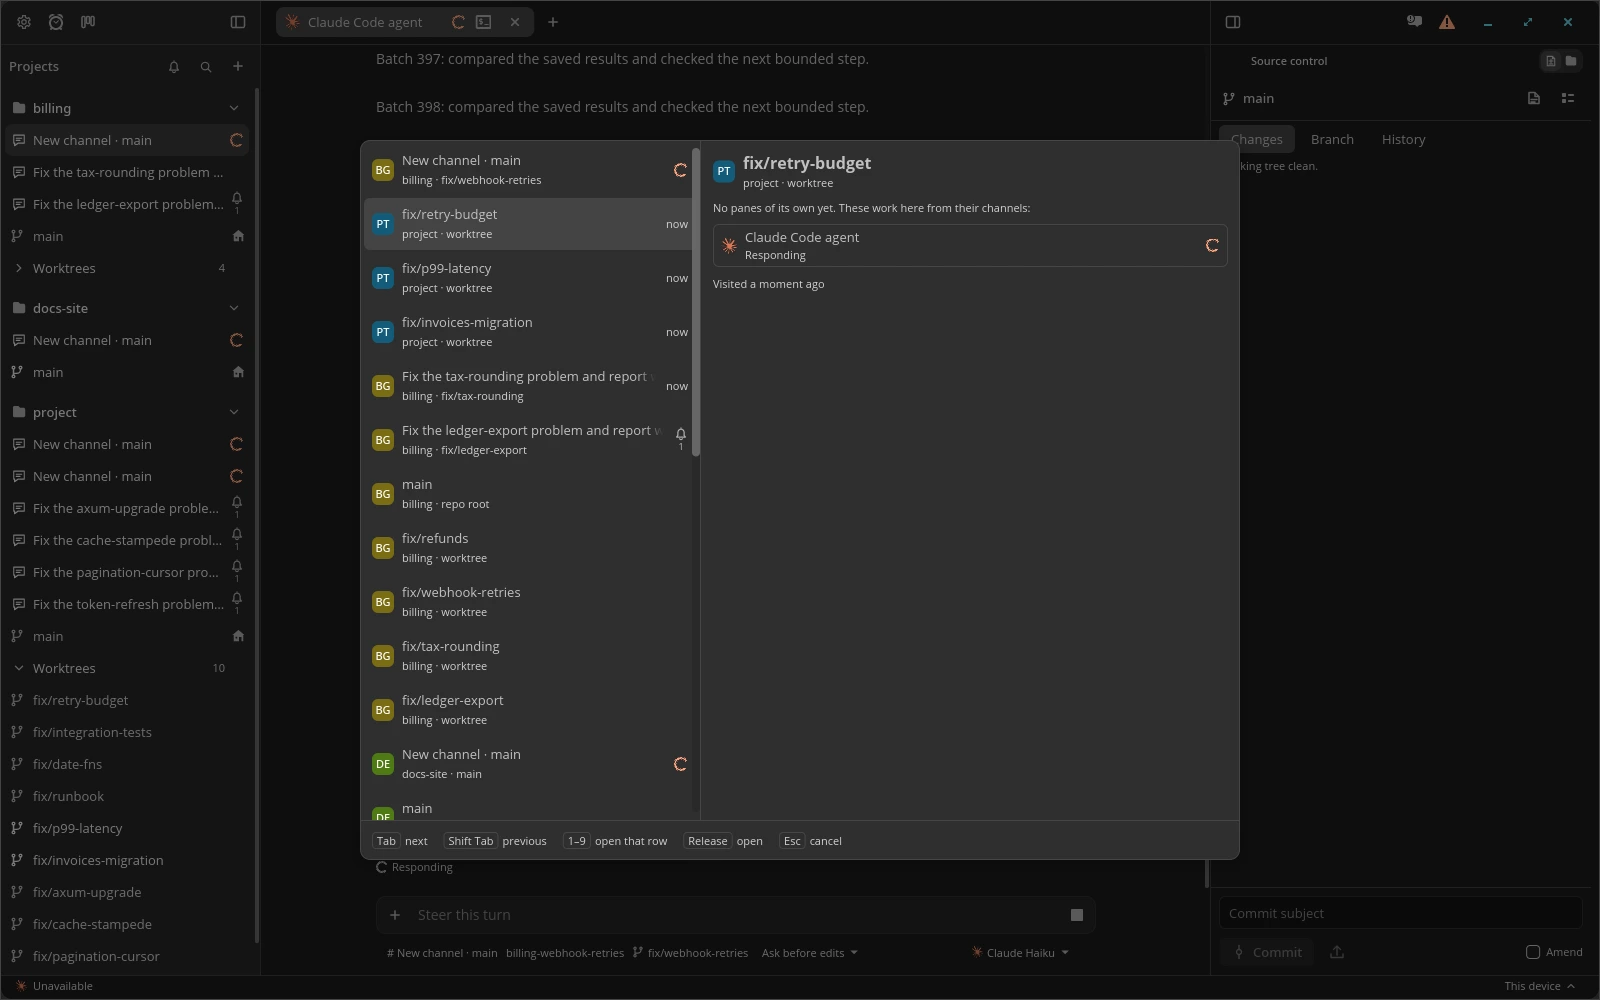 Claude Code agent
Projects
billing
New channel · main
Fix the tax-rounding problem ...
Fix the ledger-export problem...
1
main
Worktrees 4
docs-site
New channel · main
main
project
New channel · main
New channel · main
Fix the axum-upgrade proble...
1
Fix the cache-stampede probl...
1
Fix the pagination-cursor pro...
1
Fix the token-refresh problem...
1
main
Worktrees 10
fix/retry-budget
fix/integration-tests
fix/date-fns
fix/runbook
fix/p99-latency
fix/invoices-migration
fix/axum-upgrade
fix/cache-stampede
fix/pagination-cursor
Batch 397: compared the saved results and checked the next bounded step.
Batch 398: compared the saved results and checked the next bounded step.
BG New channel · main
billing · fix/webhook-retries
PT fix/retry-budget now
project · worktree
PT fix/p99-latency now
project · worktree
PT fix/invoices-migration now
project · worktree
BG Fix the tax-rounding problem and report now
billing · fix/tax-rounding
BG Fix the ledger-export problem and report w
billing · fix/ledger-export 1
BG main
billing · repo root
BG fix/refunds
billing · worktree
BG fix/webhook-retries
billing · worktree
BG fix/tax-rounding
billing · worktree
BG fix/ledger-export
billing · worktree
DE New channel · main
docs-site · main
DE main
fix/retry-budget
PT project · worktree
No panes of its own yet. These work here from their channels:
Claude Code agent
Responding
Visited a moment ago
Tab next Shift Tab previous 1–9 open that row Release open Esc cancel
Responding
Steer this turn
# New channel · main billing-webhook-retries fix/webhook-retries Ask before edits Claude Haiku
Source control
main
Changes Branch History
king tree clean.
Commit subject
Commit Amend
Unavailable This device